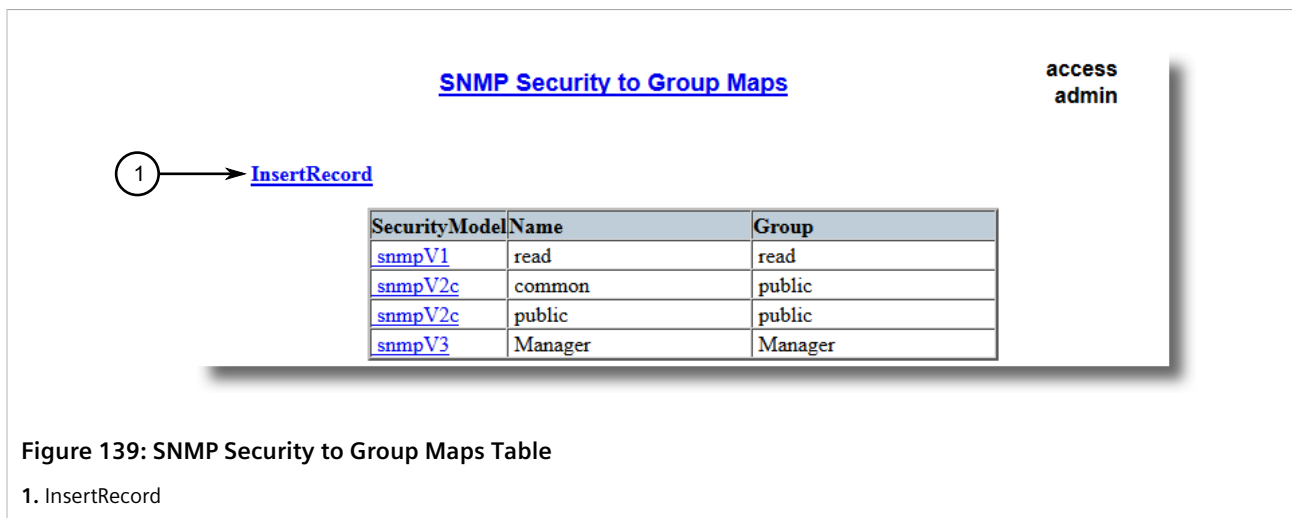 SNMP Security to Group Maps
access
admin
1
InsertRecord
SecurityModel Name Group
snmpV1 read read
snmpV2c common public
snmpV2c public public
snmpV3 Manager Manager
Figure 139: SNMP Security to Group Maps Table
1. InsertRecord